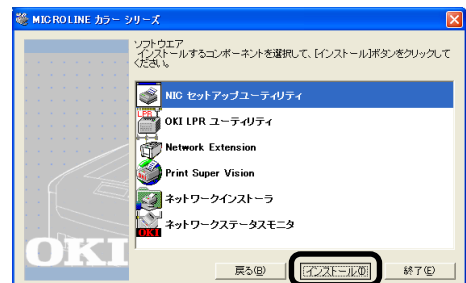 MICROLINE カラー シリーズ
ソフトウエア
インストールするコンポーネントを選択して、[インストール]ボタンをクリックして
ください。
NIC セットアップユーティリティ
LPR
OKI LPR ユーティリティ
Network Extension
Print Super Vision
ネットワークインストーラ
ネットワークステータスモニタ
OKI
OKI
戻る(B)
インストール(I)
終了(E)